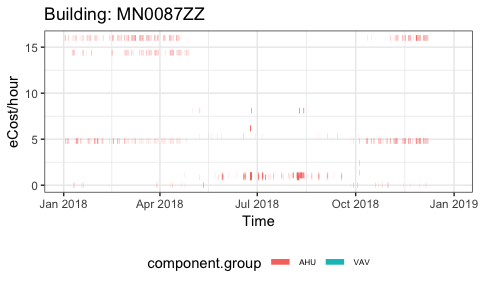 Building: MN0087ZZ
eCost/hour
15
10
5
0
Jan 2018 Apr 2018 Jul 2018 Oct 2018 Jan 2019
Time
component.group AHU VAV